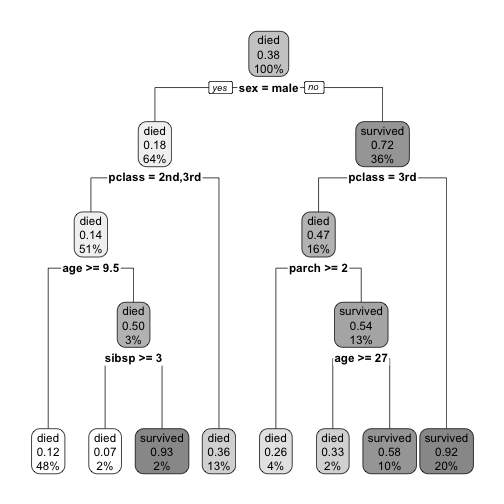 died
0.38
100%
yes sex = male no
died
0.18
64%
survived
0.72
36%
pclass = 2nd,3rd
pclass = 3rd
died
0.14
51%
died
0.47
16%
age >= 9.5
parch >= 2
died
0.50
3%
survived
0.54
13%
sibsp >= 3
age >= 27
died
0.12
48%
died
0.07
2%
survived
0.93
2%
died
0.36
13%
died
0.26
4%
died
0.33
2%
survived
0.58
10%
survived
0.92
20%